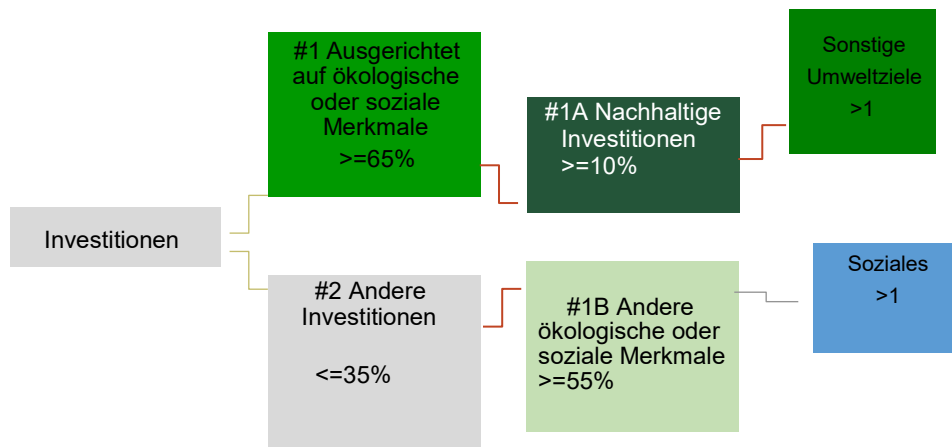 Investitionen
#1 Ausgerichtet
auf ökologische
oder soziale
Merkmale
>=65%
#2 Andere
Investitionen
<=35%
#1A Nachhaltige
Investitionen
>=10%
#1B Andere
ökologische oder
soziale Merkmale
>=55%
Sonstige
Umweltziele
>1
Soziales
>1